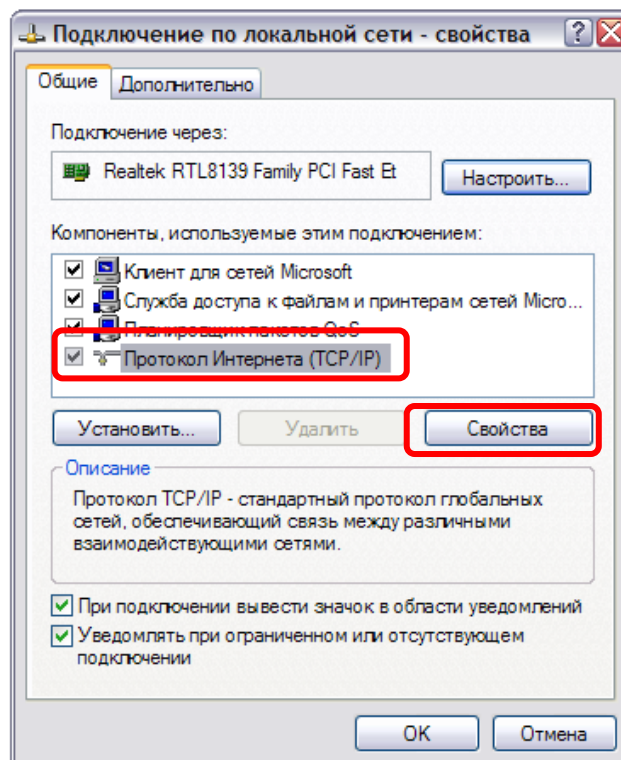 Подключение по локальной сети - свойства
Общие
Дополнительно
Подключение через:
Realtek RTL8139 Family PCI Fast Et
Настроить...
Компоненты, используемые этим подключением:
Клиент для сетей Microsoft
Служба доступа к файлам и принтерам сетей Micro...
Планировщик пакетов QoS
Протокол Интернета (TCP/IP)
Установить...
Удалить
Свойства
Описание
Протокол TCP/IP - стандартный протокол глобальных
сетей, обеспечивающий связь между различными
взаимодействующими сетями.
При подключении вывести значок в области уведомлений
Уведомлять при ограниченном или отсутствующем
подключении
OK
Отмена